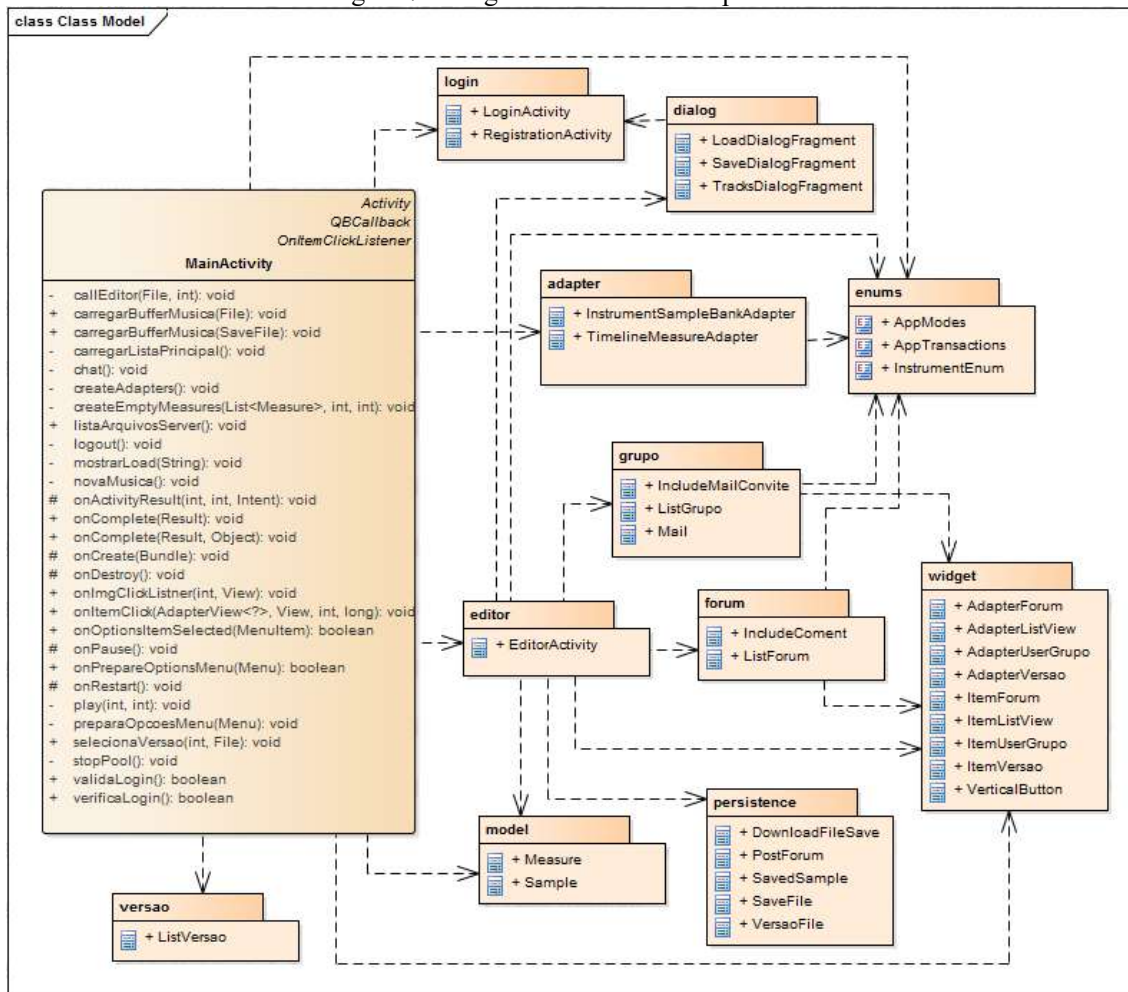 class Class Model
login
+ LoginActivity
+ RegistrationActivity
dialog
+ LoadDialogFragment
+ SaveDialogFragment
+ TracksDialogFragment
Activity
QBCallback
OnItemClickListener
MainActivity
- callEditor(File, int): void
+ carregarBufferMusica(File): void
+ carregarBufferMusica(SaveFile): void
- carregarListaPrincipal(): void
- chat(): void
- createAdapters(): void
- createEmptyMeasures(List<Measure>, int, int): void
+ listaArquivosServer(): void
- logout(): void
- mostrarLoad(String): void
- novaMusica(): void
# onActivityResult(int, int, Intent): void
+ onComplete(Result): void
+ onComplete(Result, Object): void
# onCreate(Bundle): void
# onDestroy(): void
+ onImgClickListner(int, View): void
+ onItemClick(AdapterView<?>, View, int, long): void
+ onOptionsItemSelected(MenuItem): boolean
# onPause(): void
+ onPrepareOptionsMenu(Menu): boolean
# onRestart(): void
- play(int, int): void
- preparaOpcoesMenu(Menu): void
+ selecionaVersao(int, File): void
- stopPool(): void
+ validaLogin(): boolean
+ verificaLogin(): boolean
adapter
+ InstrumentSampleBankAdapter
+ TimelineMeasureAdapter
enums
+ AppModes
+ AppTransactions
+ InstrumentEnum
grupo
+ IncludeMailConvite
+ ListGrupo
+ Mail
widget
+ AdapterForum
+ AdapterListView
+ AdapterUserGrupo
+ AdapterVersao
+ ItemForum
+ ItemListView
+ ItemUserGrupo
+ ItemVersao
+ VerticalButton
editor
+ EditorActivity
forum
+ IncludeComent
+ ListForum
persistence
+ DownloadFileSave
+ PostForum
+ SavedSample
+ SaveFile
+ VersaoFile
model
+ Measure
+ Sample
versao
+ ListVersao